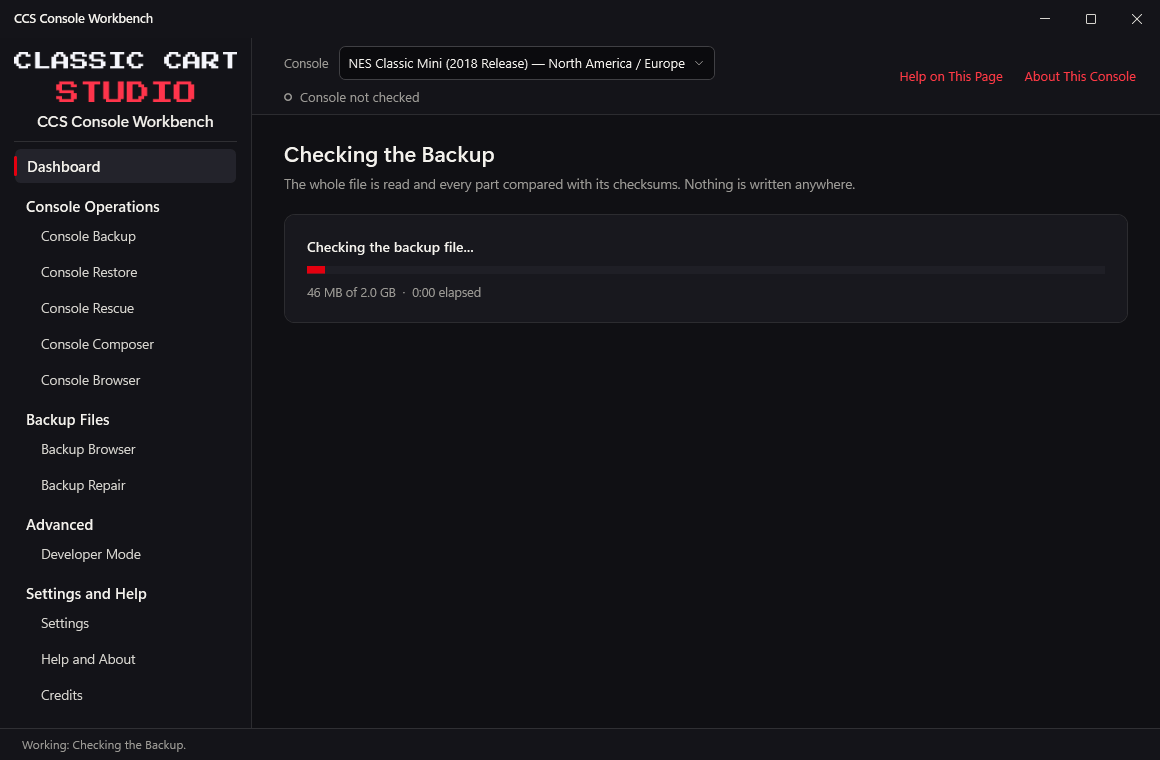 CCS Console Workbench
CLASSIC CART
STUDIO
CCS Console Workbench
Dashboard
Console Operations
Console Backup
Console Restore
Console Rescue
Console Composer
Console Browser
Backup Files
Backup Browser
Backup Repair
Advanced
Developer Mode
Settings and Help
Settings
Help and About
Credits
Console
NES Classic Mini (2018 Release) — North America / Europe
Console not checked
Help on This Page
About This Console
Checking the Backup
The whole file is read and every part compared with its checksums. Nothing is written anywhere.
Checking the backup file...
46 MB of 2.0 GB · 0:00 elapsed
Working: Checking the Backup.